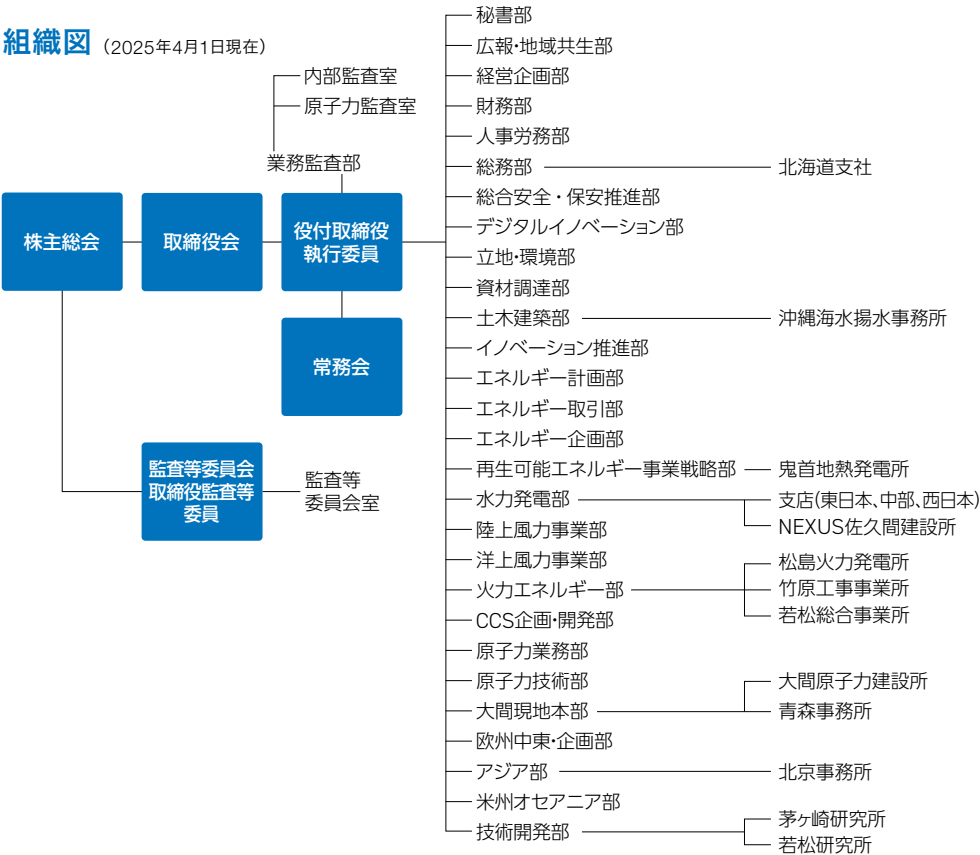 組織図 (2025年4月1日現在)
内部監査室
原子力監査室
業務監査部
株主総会
取締役会
役付取締役
執行委員
常務会
監査等委員会
取締役監査等
委員
監査等
委員会室
秘書部
広報・地域共生部
経営企画部
財務部
人事労務部
総務部
北海道支社
総合安全・保安推進部
デジタルイノベーション部
立地・環境部
資材調達部
土木建築部
沖縄海水揚水事務所
イノベーション推進部
エネルギー計画部
エネルギー取引部
エネルギー企画部
再生可能エネルギー事業戦略部
鬼首地熱発電所
水力発電部
支店(東日本、中部、西日本)
NEXUS佐久間建設所
陸上風力事業部
洋上風力事業部
火力エネルギー部
松島火力発電所
竹原工事事業所
若松総合事業所
CCS企画・開発部
原子力業務部
原子力技術部
大間現地本部
大間原子力建設所
青森事務所
欧州中東・企画部
アジア部
北京事務所
米州オセアニア部
技術開発部
茅ヶ崎研究所
若松研究所